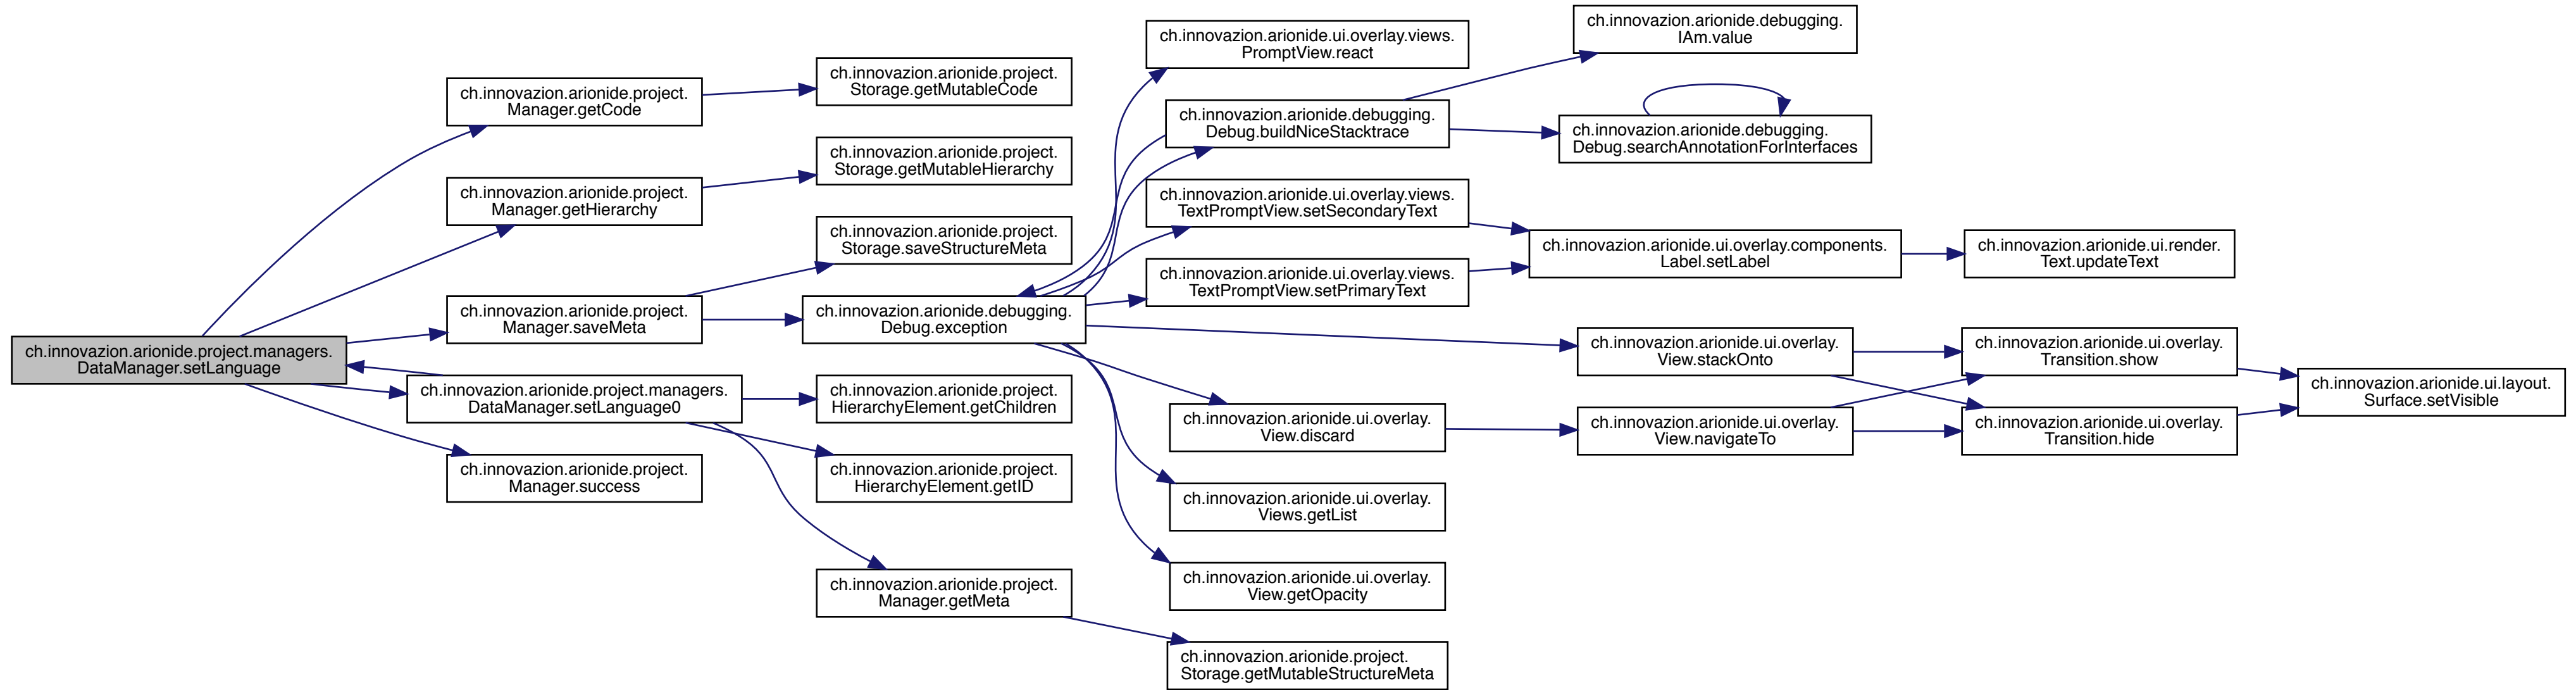 ch.innovazion.arionide.project.managers.
DataManager.setLanguage
ch.innovazion.arionide.project.
Manager.getCode
ch.innovazion.arionide.project.
Manager.getHierarchy
ch.innovazion.arionide.project.
Manager.saveMeta
ch.innovazion.arionide.project.managers.
DataManager.setLanguage0
ch.innovazion.arionide.project.
Manager.success
ch.innovazion.arionide.project.
Storage.getMutableCode
ch.innovazion.arionide.project.
Storage.getMutableHierarchy
ch.innovazion.arionide.project.
Storage.saveStructureMeta
ch.innovazion.arionide.debugging.
Debug.exception
ch.innovazion.arionide.project.
HierarchyElement.getChildren
ch.innovazion.arionide.project.
HierarchyElement.getID
ch.innovazion.arionide.project.
Manager.getMeta
ch.innovazion.arionide.ui.overlay.views.
PromptView.react
ch.innovazion.arionide.debugging.
Debug.buildNiceStacktrace
ch.innovazion.arionide.ui.overlay.views.
TextPromptView.setSecondaryText
ch.innovazion.arionide.ui.overlay.views.
TextPromptView.setPrimaryText
ch.innovazion.arionide.ui.overlay.
View.discard
ch.innovazion.arionide.ui.overlay.
Views.getList
ch.innovazion.arionide.ui.overlay.
View.getOpacity
ch.innovazion.arionide.project.
Storage.getMutableStructureMeta
ch.innovazion.arionide.debugging.
IAm.value
ch.innovazion.arionide.debugging.
Debug.searchAnnotationForInterfaces
ch.innovazion.arionide.ui.overlay.components.
Label.setLabel
ch.innovazion.arionide.ui.overlay.
View.stackOnto
ch.innovazion.arionide.ui.overlay.
View.navigateTo
ch.innovazion.arionide.ui.render.
Text.updateText
ch.innovazion.arionide.ui.overlay.
Transition.show
ch.innovazion.arionide.ui.overlay.
Transition.hide
ch.innovazion.arionide.ui.layout.
Surface.setVisible